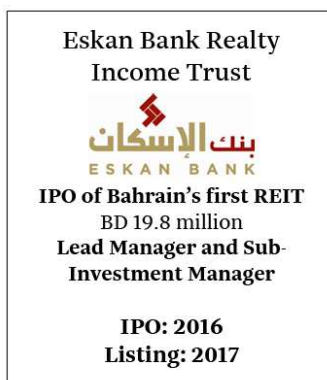 Eskan Bank Realty
Income Trust
بنك الإسكان
ESKAN BANK
IPO of Bahrain's first REIT
BD 19.8 million
Lead Manager and Sub-
Investment Manager
IPO: 2016
Listing: 2017